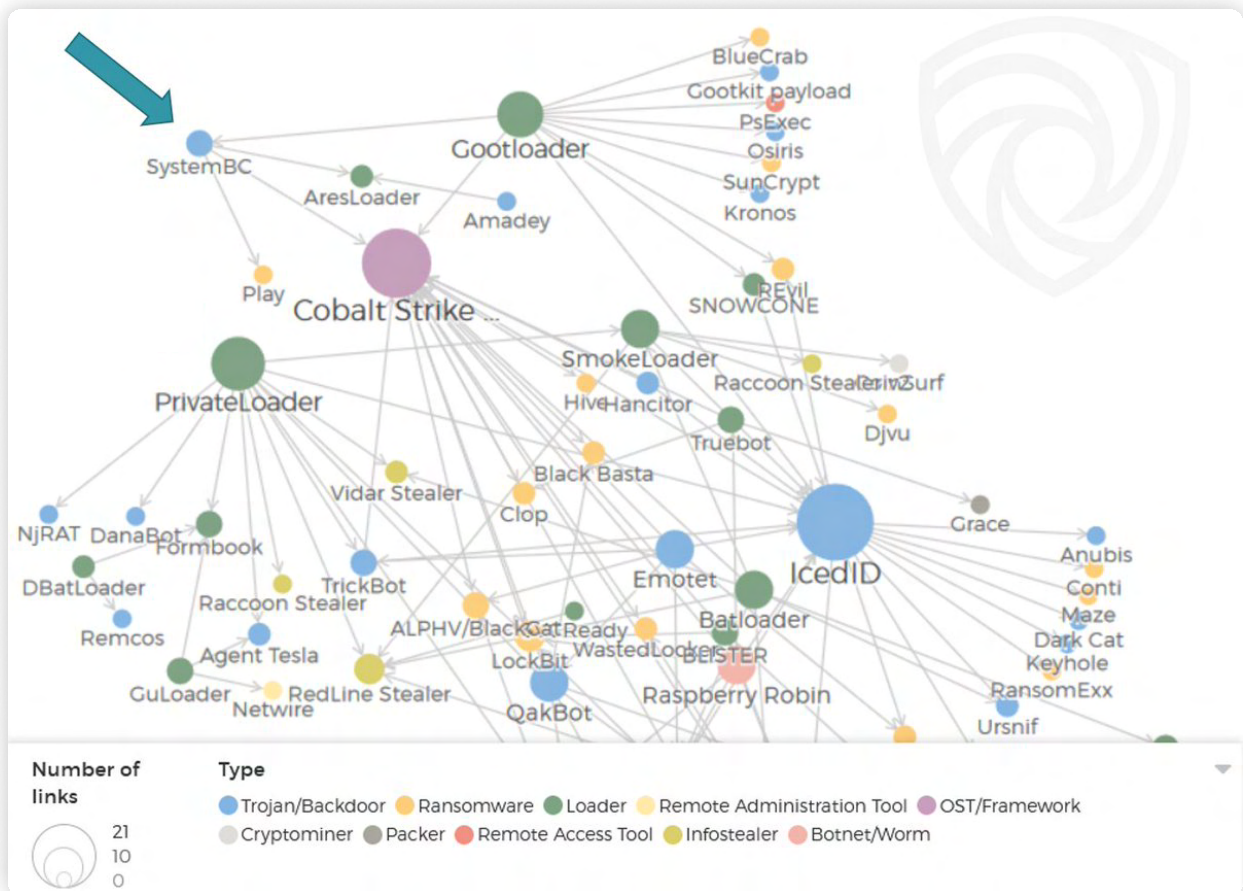 BlueCrab
Gootkit payload
PsExec
Osiris
SunCrypt
Kronos
Gootloader
SystemBC
AresLoader
Amadey
Play
Cobalt Strike ...
REvil
SNOWCONE
SmokeLoader
Raccoon Stealer v2
Djvu
PrivateLoader
Hive
Hancitor
Truebot
Black Basta
Vidar Stealer
Clop
Grace
NjRAT
DanaBot
Formbook
TrickBot
Emotet
IcedID
Anubis
DBatLoader
Raccoon Stealer
Conti
Batloader
Maze
Remcos
ALPHV/BlackCat
Ready
WastedLocker
Dark Cat
Agent Tesla
LockBit
BLISTER
Keyhole
GuLoader
RedLine Stealer
Raspberry Robin
RansomExx
Netwire
QakBot
Ursnif
Number of
links
21
10
0
Type
Trojan/Backdoor
Ransomware
Loader
Remote Administration Tool
OST/Framework
Cryptominer
Packer
Remote Access Tool
Infostealer
Botnet/Worm